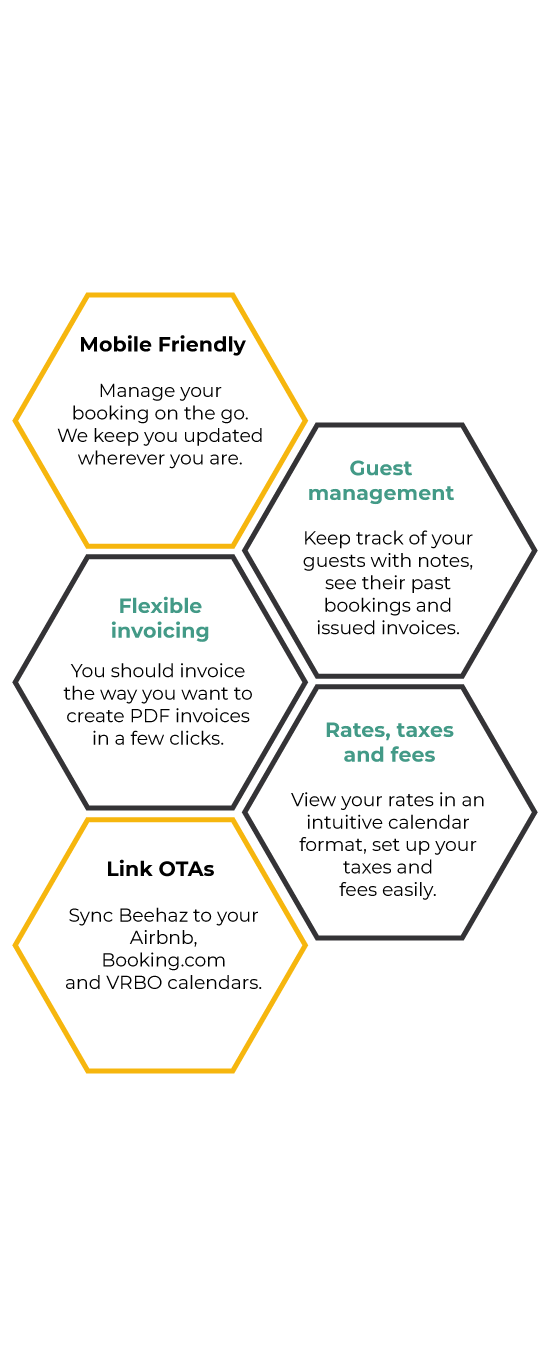 Mobile Friendly
Manage your
booking on the go.
We keep you updated
wherever you are.
Guest
management
Keep track of your
guests with notes,
see their past
bookings and
issued invoices.
Flexible
invoicing
You should invoice
the way you want to
create PDF invoices
in a few clicks.
Rates, taxes
and fees
View your rates in an
intuitive calendar
format, set up your
taxes and
fees easily.
Link OTAs
Sync Beehaz to your
Airbnb,
Booking.com
and VRBO calendars.